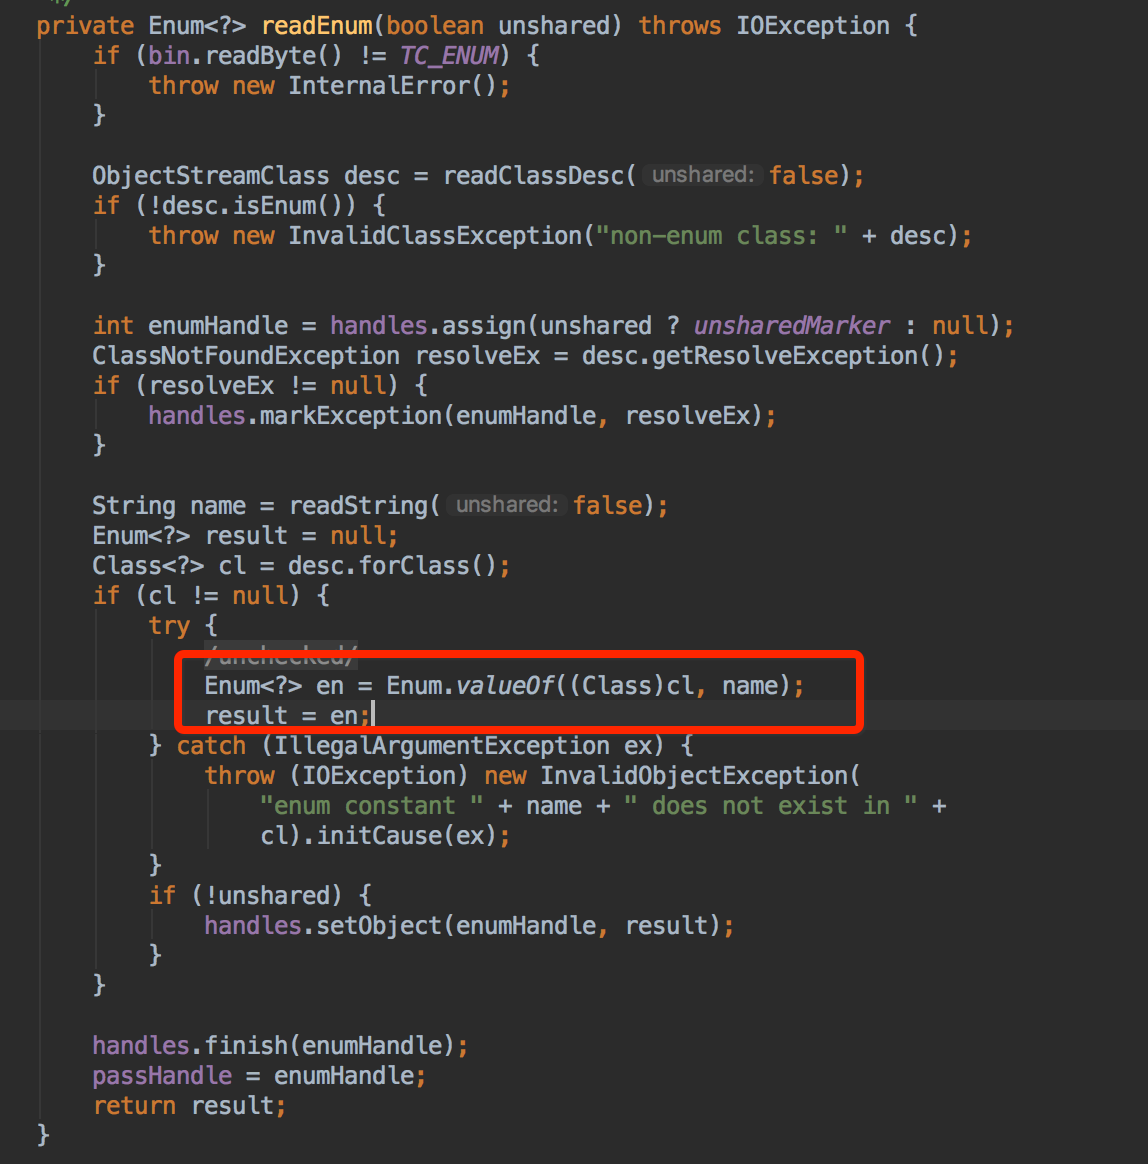 */
private Enum<?> readEnum(boolean unshared) throws IOException {
    if (bin.readByte() != TC_ENUM) {
        throw new InternalError();
    }

    ObjectStreamClass desc = readClassDesc( unshared: false);
    if (!desc.isEnum()) {
        throw new InvalidClassException("non-enum class: " + desc);
    }

    int enumHandle = handles.assign(unshared ? unsharedMarker : null);
    ClassNotFoundException resolveEx = desc.getResolveException();
    if (resolveEx != null) {
        handles.markException(enumHandle, resolveEx);
    }

    String name = readString( unshared: false);
    Enum<?> result = null;
    Class<?> cl = desc.forClass();
    if (cl != null) {
        try {
            /unchecked/
            Enum<?> en = Enum.valueOf((Class)cl, name);
            result = en;
        } catch (IllegalArgumentException ex) {
            throw (IOException) new InvalidObjectException(
                "enum constant " + name + " does not exist in " +
                cl).initCause(ex);
        }
        if (!unshared) {
            handles.setObject(enumHandle, result);
        }
    }

    handles.finish(enumHandle);
    passHandle = enumHandle;
    return result;
}